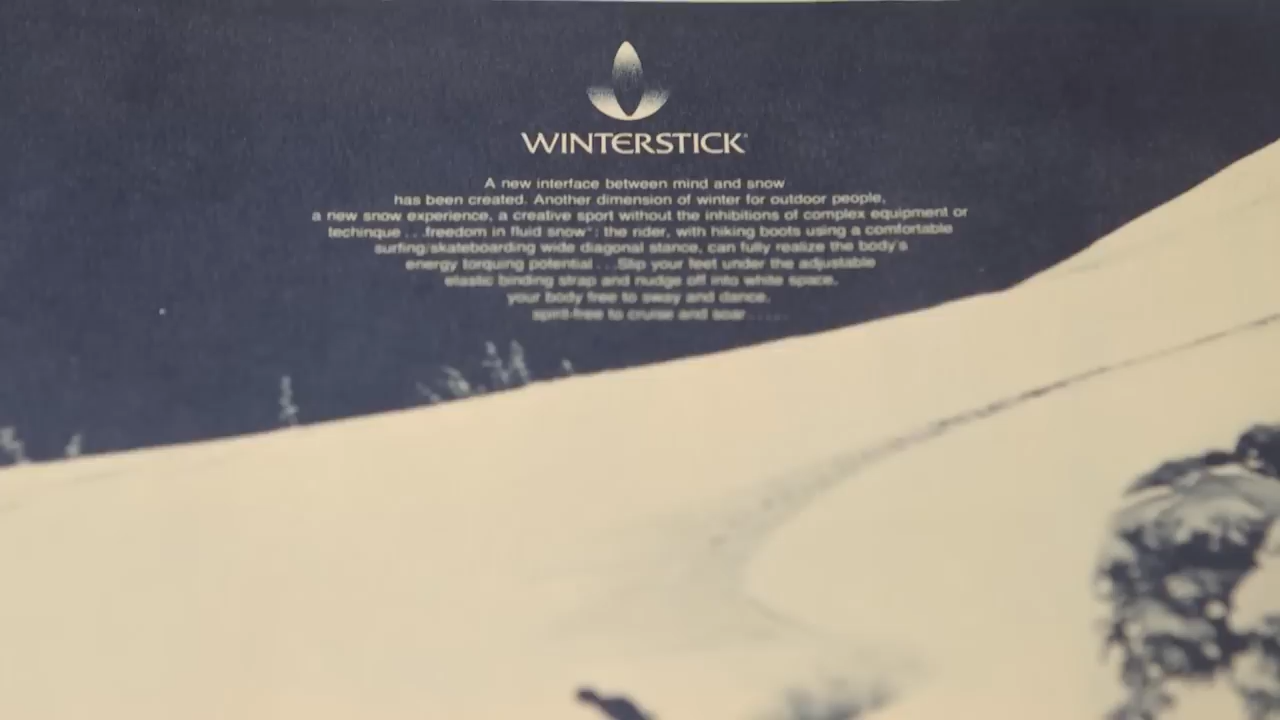 WINTERSTICK
A new interface between mind and snow
has been created. Another dimension of winter for outdoor people,
a new snow experience, a creative sport without the inhibitions of complex equipment or
techinque . . .freedom in fluid snow": the rider, with hiking boots using a comfortable
surfing/skateboarding wide diagonal stance, can fully realize the body's
energy torquing potential . . .Slip your feet under the adjustable
elastic binding strap and nudge off into white space,
your body free to sway and dance,
spirit-free to cruise and soar . . . . .